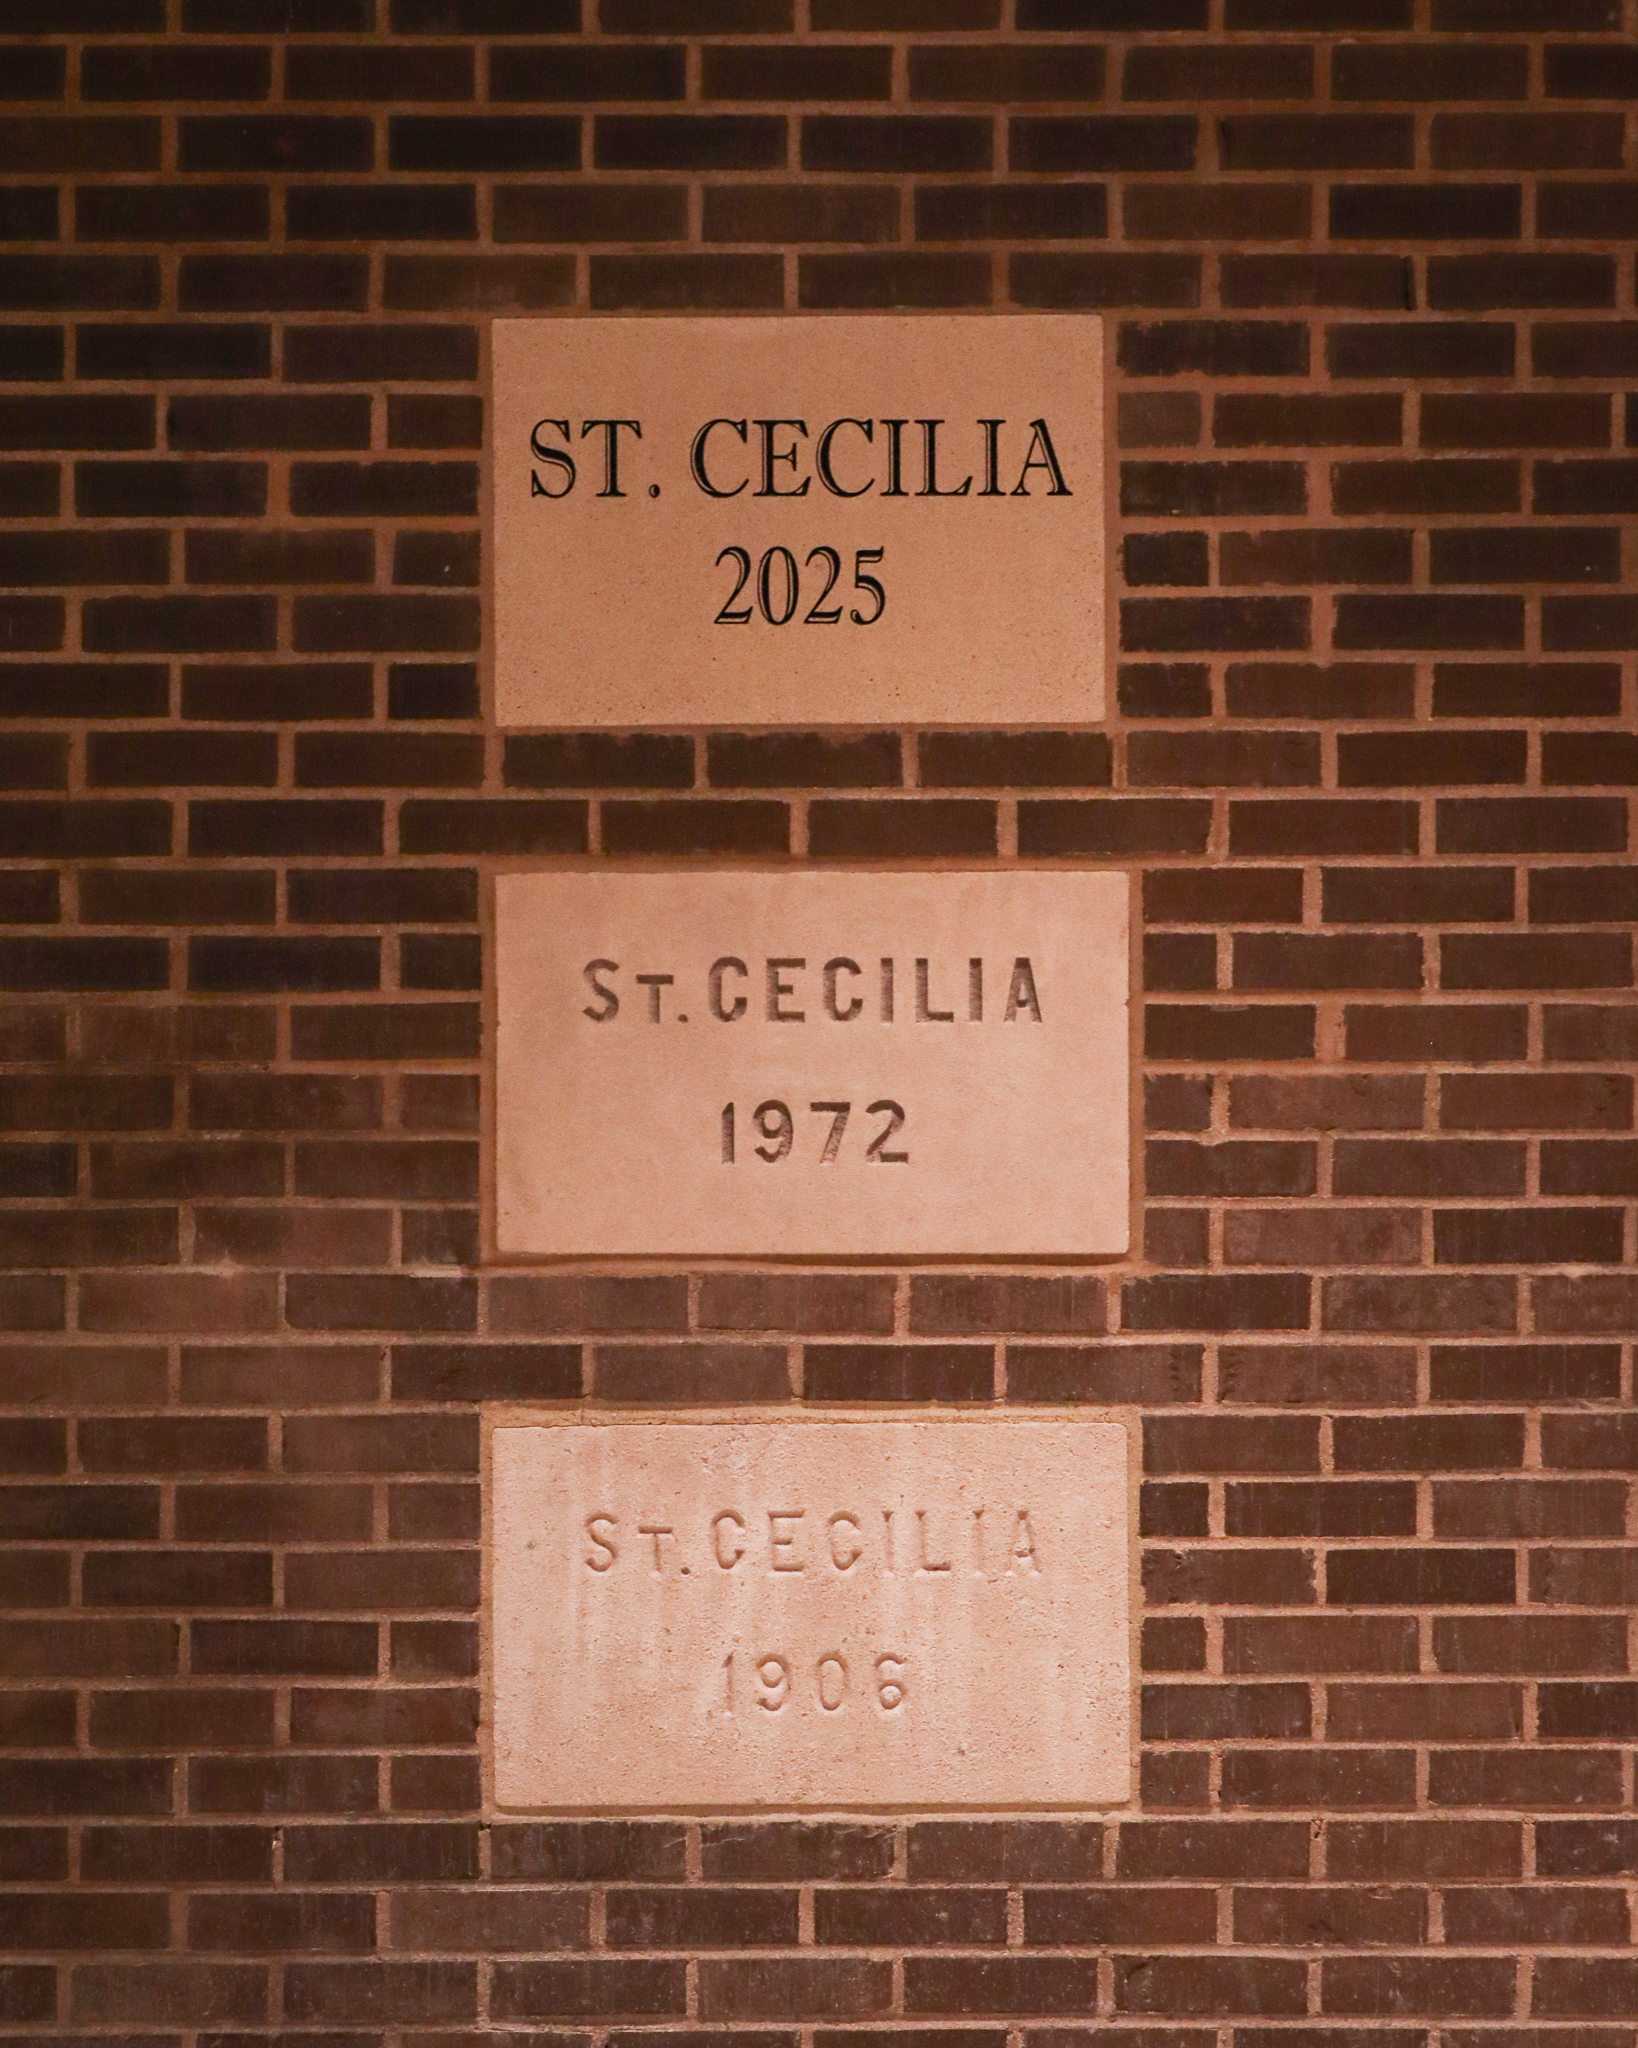 ST. CECILIA
2025
ST. CECILIA
1972
ST. CECILIA
1906